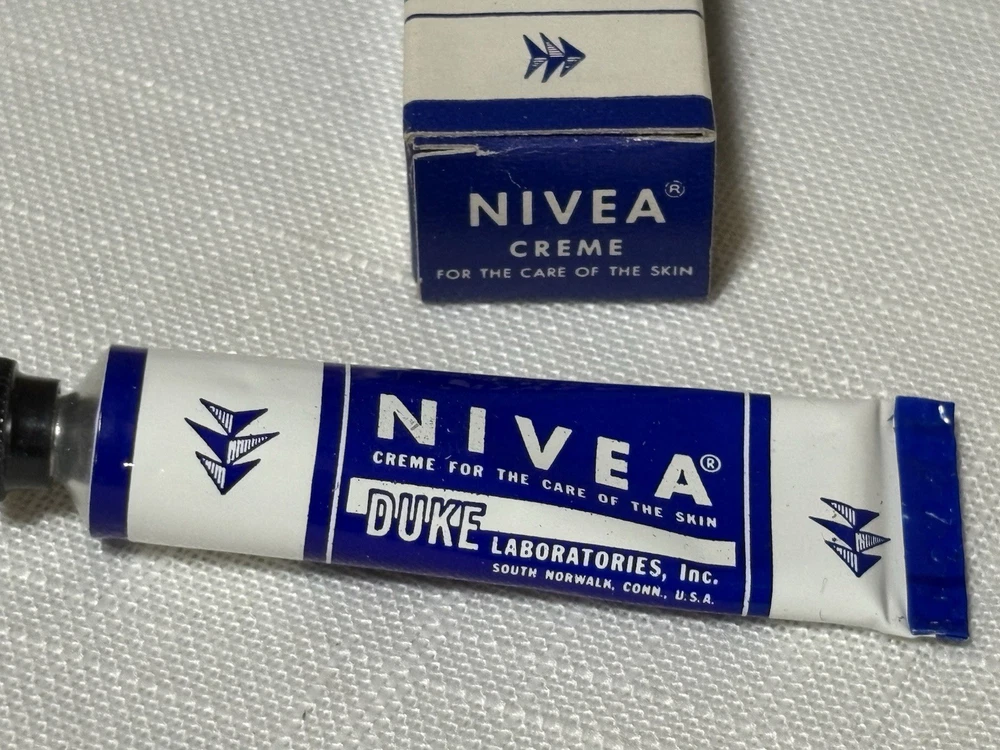 NIVEA®
CREME
FOR THE CARE OF THE SKIN
NIVEA®
CREME FOR THE CARE OF THE SKIN
DUKE
LABORATORIES, Inc.
SOUTH NORWALK, CONN., U.S.A.